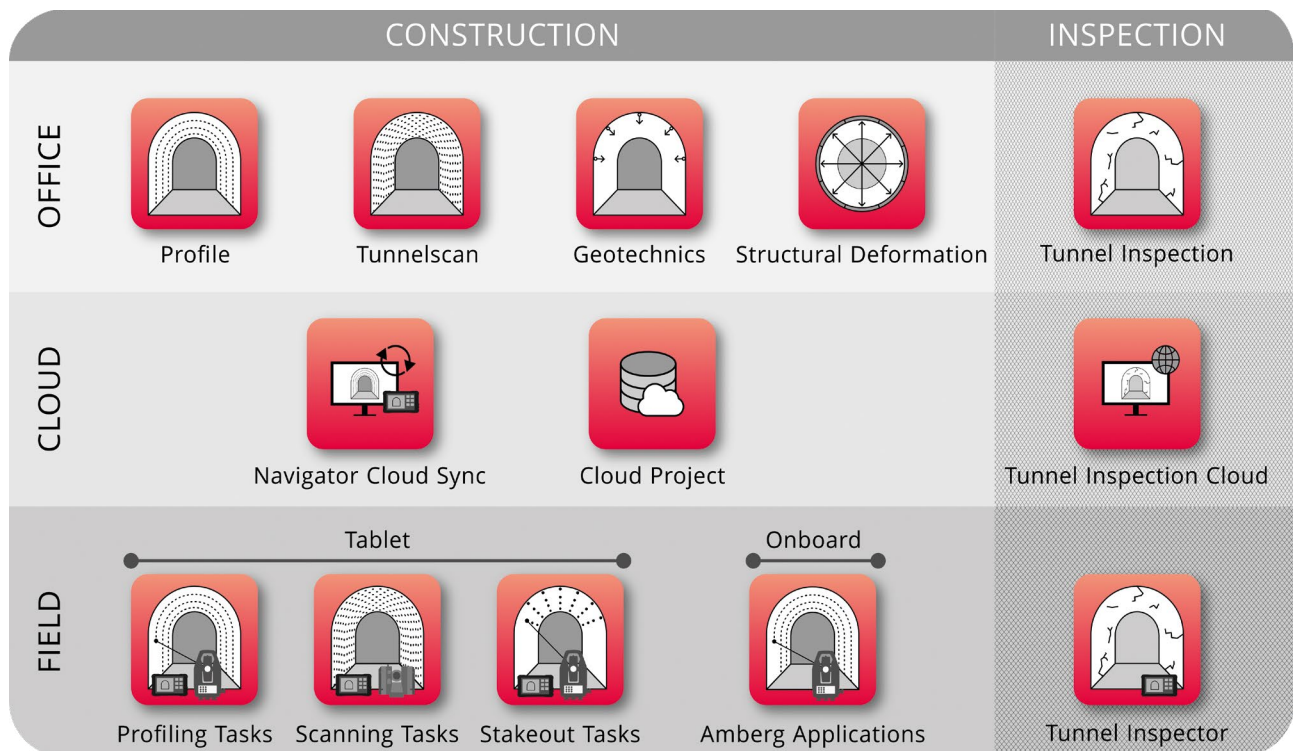 CONSTRUCTION
INSPECTION
OFFICE
Profile
Tunnelscan
Geotechnics
Structural Deformation
Tunnel Inspection
CLOUD
Navigator Cloud Sync
Cloud Project
Tunnel Inspection Cloud
FIELD
Tablet
Onboard
Profiling Tasks
Scanning Tasks
Stakeout Tasks
Amberg Applications
Tunnel Inspector